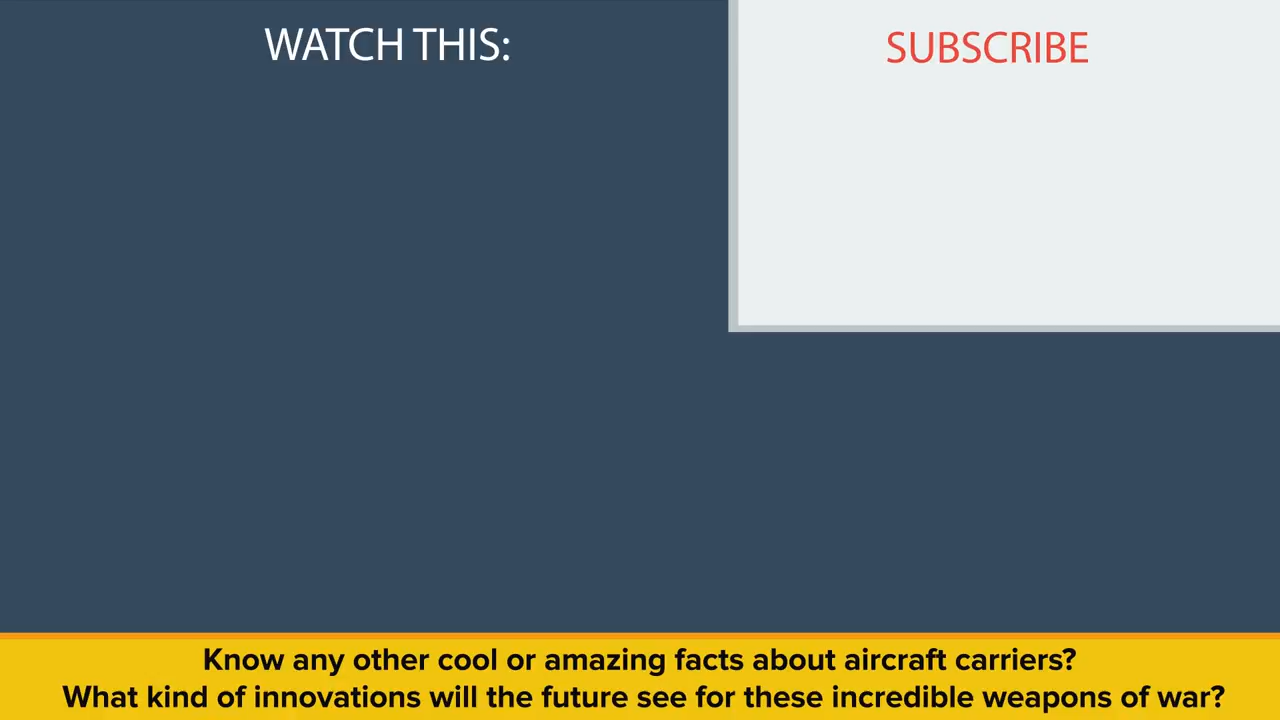 WATCH THIS:
SUBSCRIBE
Know any other cool or amazing facts about aircraft carriers?
What kind of innovations will the future see for these incredible weapons of war?